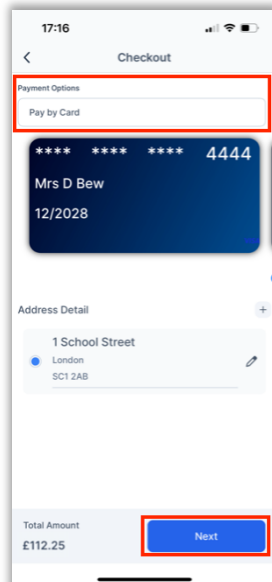 17:16
Checkout
Payment Options
Pay by Card
**** **** **** 4444
Mrs D Bew
12/2028
Address Detail
+
1 School Street
London
SC1 2AB
Total Amount
£112.25
Next